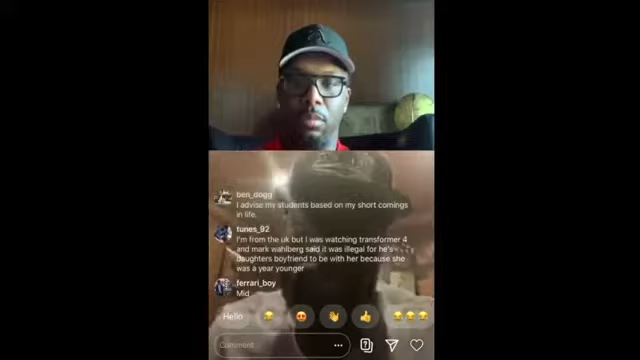 ben_dogg
I advise my students based on my short comings
in life.
tunes_92
I'm from the uk but I was watching transformer 4
and mark wahlberg said it was illegal for he's
daughters boyfriend to be with her because she
was a year younger
ferrari_boy
Mid
Hello
Comment